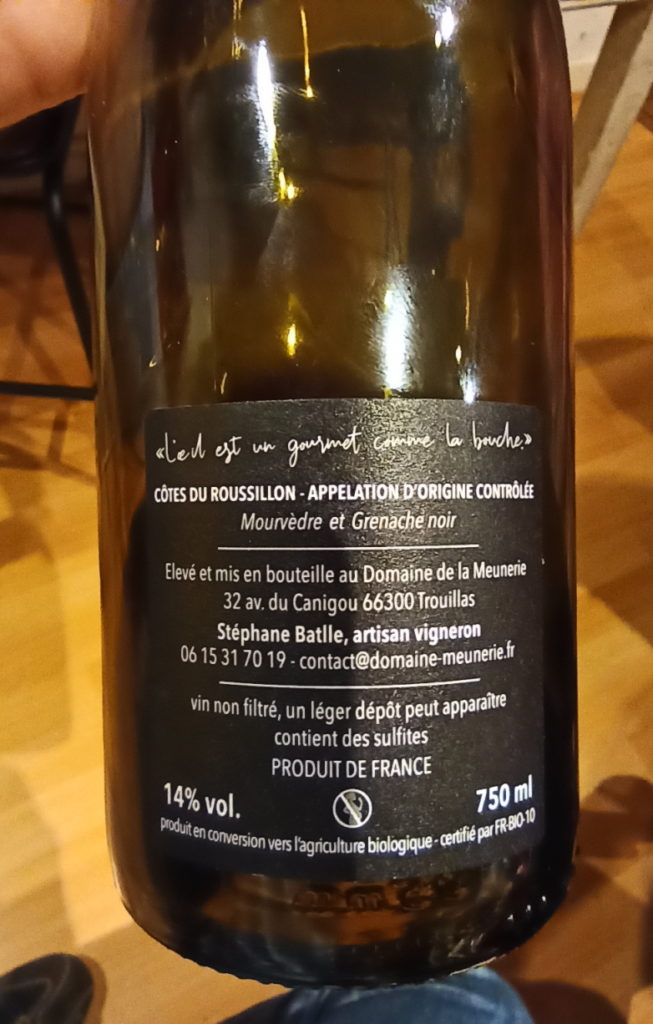 «L'œil est un gourmet comme la bouche.»
CÔTES DU ROUSSILLON - APPELATION D'ORIGINE CONTRÔLÉE
Mourvèdre et Grenache noir
Elevé et mis en bouteille au Domaine de la Meunerie
32 av. du Canigou 66300 Trouillas
Stéphane Batlle, artisan vigneron
06 15 31 70 19 - contact@domaine-meunerie.fr
vin non filtré, un léger dépôt peut apparaître
contient des sulfites
PRODUIT DE FRANCE
14% vol. 750 ml
produit en conversion vers l'agriculture biologique - certifié par FR-BIO-10